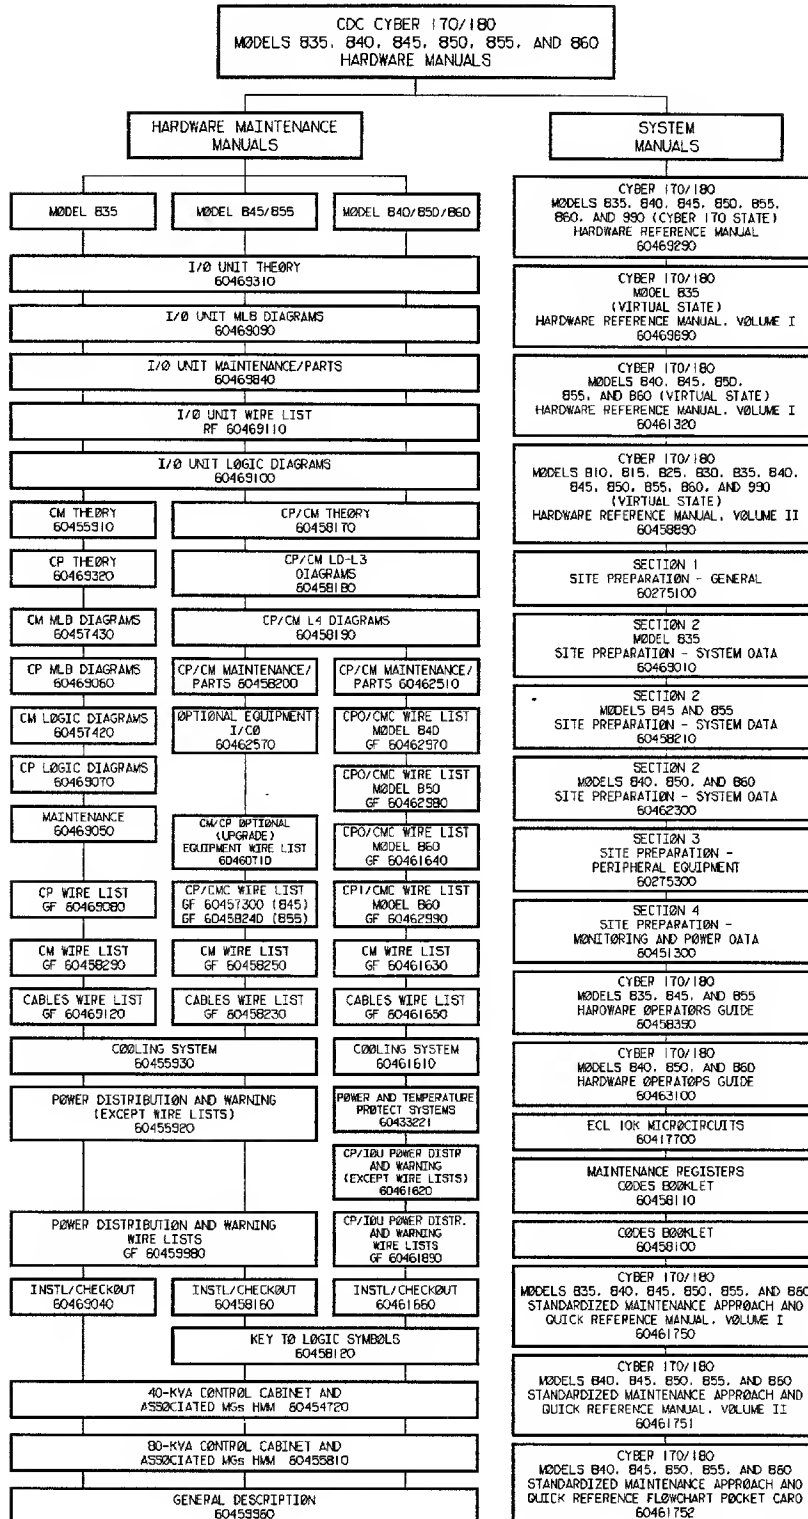 CDC CYBER 170/180
MØDELS 835, 840, 845, 850, 855, AND 860
HARDWARE MANUALS
HARDWARE MAINTENANCE
MANUALS
MØDEL 835
MØDEL 845/855
MØDEL 840/850/860
I/Ø UNIT THEØRY
60469310
I/Ø UNIT MLB DIAGRAMS
60469090
I/Ø UNIT MAINTENANCE/PARTS
60469840
I/Ø UNIT WIRE LIST
RF 60469110
I/Ø UNIT LØGIC DIAGRAMS
60469100
CM THEØRY
60455910
CP/CM THEØRY
60458170
CP THEØRY
60469320
CP/CM LD-L3
DIAGRAMS
60458180
CM MLB DIAGRAMS
60457430
CP/CM L4 DIAGRAMS
60458190
CP MLB DIAGRAMS
60469060
CP/CM MAINTENANCE/
PARTS 60458200
CP/CM MAINTENANCE/
PARTS 60462510
CM LØGIC DIAGRAMS
60457420
ØPTIØNAL EQUIPMENT
I/CØ
60462570
CPO/CMC WIRE LIST
MØDEL 840
GF 60462970
CP LØGIC DIAGRAMS
60469070
CPO/CMC WIRE LIST
MØDEL 850
GF 60462980
MAINTENANCE
60469050
CM/CP ØPTIØNAL
(UPGRADE)
EQUIPMENT WIRE LIST
60460710
CPO/CMC WIRE LIST
MØDEL 860
GF 60461640
CP WIRE LIST
GF 60469080
CP/CMC WIRE LIST
GF 60457300 (845)
GF 60458240 (855)
CPI/CMC WIRE LIST
MØDEL 860
GF 60462990
CM WIRE LIST
GF 60458290
CM WIRE LIST
GF 60458250
CM WIRE LIST
GF 60461630
CABLES WIRE LIST
GF 60469120
CABLES WIRE LIST
GF 60458230
CABLES WIRE LIST
GF 60461650
CØØLING SYSTEM
60455930
CØØLING SYSTEM
60461610
PØWER DISTRIBUTIØN AND WARNING
(EXCEPT WIRE LISTS)
60455920
PØWER AND TEMPERATURE
PRØTECT SYSTEMS
60433221
CP/IØU PØWER DISTR
AND WARNING
(EXCEPT WIRE LISTS)
60461620
PØWER DISTRIBUTIØN AND WARNING
WIRE LISTS
GF 60459980
CP/IØU PØWER DISTR.
AND WARNING
WIRE LISTS
GF 60461890
INSTL/CHECKØUT
60469040
INSTL/CHECKØUT
60458160
INSTL/CHECKØUT
60461660
KEY TØ LØGIC SYMBØLS
60458120
40-KVA CØNTRØL CABINET AND
ASSØCIATED MGs HMM 60454720
80-KVA CØNTRØL CABINET AND
ASSØCIATED MGs HMM 60455810
GENERAL DESCRIPTIØN
60459960
SYSTEM
MANUALS
CYBER 170/180
MØDELS 835, 840, 845, 850, 855,
860, AND 990 (CYBER 170 STATE)
HARDWARE REFERENCE MANUAL
60469290
CYBER 170/180
MØDEL 835
(VIRTUAL STATE)
HARDWARE REFERENCE MANUAL, VØLUME I
60469690
CYBER 170/180
MØDELS 840, 845, 850,
855, AND 860 (VIRTUAL STATE)
HARDWARE REFERENCE MANUAL, VØLUME I
60461320
CYBER 170/180
MØDELS 810, 815, 825, 830, 835, 840,
845, 850, 855, 860, AND 990
(VIRTUAL STATE)
HARDWARE REFERENCE MANUAL, VØLUME II
60458890
SECTIØN 1
SITE PREPARATIØN - GENERAL
60275100
SECTIØN 2
MØDEL 835
SITE PREPARATIØN - SYSTEM DATA
60469010
SECTIØN 2
MØDELS 845 AND 855
SITE PREPARATIØN - SYSTEM DATA
60458210
SECTIØN 2
MØDELS 840, 850, AND 860
SITE PREPARATIØN - SYSTEM DATA
60462300
SECTIØN 3
SITE PREPARATIØN -
PERIPHERAL EQUIPMENT
60275300
SECTIØN 4
SITE PREPARATIØN -
MØNITØRING AND PØWER DATA
60451300
CYBER 170/180
MØDELS 835, 845, AND 855
HARDWARE ØPERATØRS GUIDE
60458390
CYBER 170/180
MØDELS 840, 850, AND 860
HARDWARE ØPERATØRS GUIDE
60463100
ECL 10K MICRØCIRCUITS
60417700
MAINTENANCE REGISTERS
CØDES BØØKLET
60458110
CØDES BØØKLET
60458100
CYBER 170/180
MØDELS 835, 840, 845, 850, 855, AND 860
STANDARDIZED MAINTENANCE APPRØACH AND
QUICK REFERENCE MANUAL, VØLUME I
60461750
CYBER 170/180
MØDELS 840, 845, 850, 855, AND 860
STANDARDIZED MAINTENANCE APPRØACH AND
QUICK REFERENCE MANUAL, VØLUME II
60461751
CYBER 170/180
MØDELS 840, 845, 850, 855, AND 860
STANDARDIZED MAINTENANCE APPRØACH AND
QUICK REFERENCE FLØWCHART PØCKET CARD
60461752